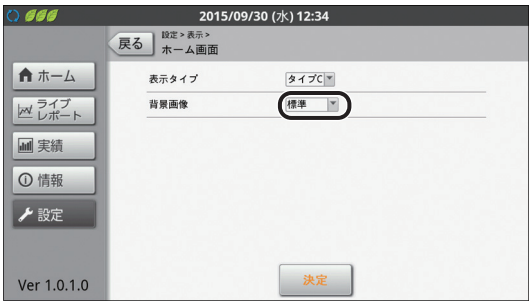 2015/09/30 (水) 12:34
戻る
設定 > 表示 >
ホーム画面
ホーム
ライブ
レポート
実績
情報
設定
Ver 1.0.1.0
表示タイプ タイプC
背景画像 標準
決定